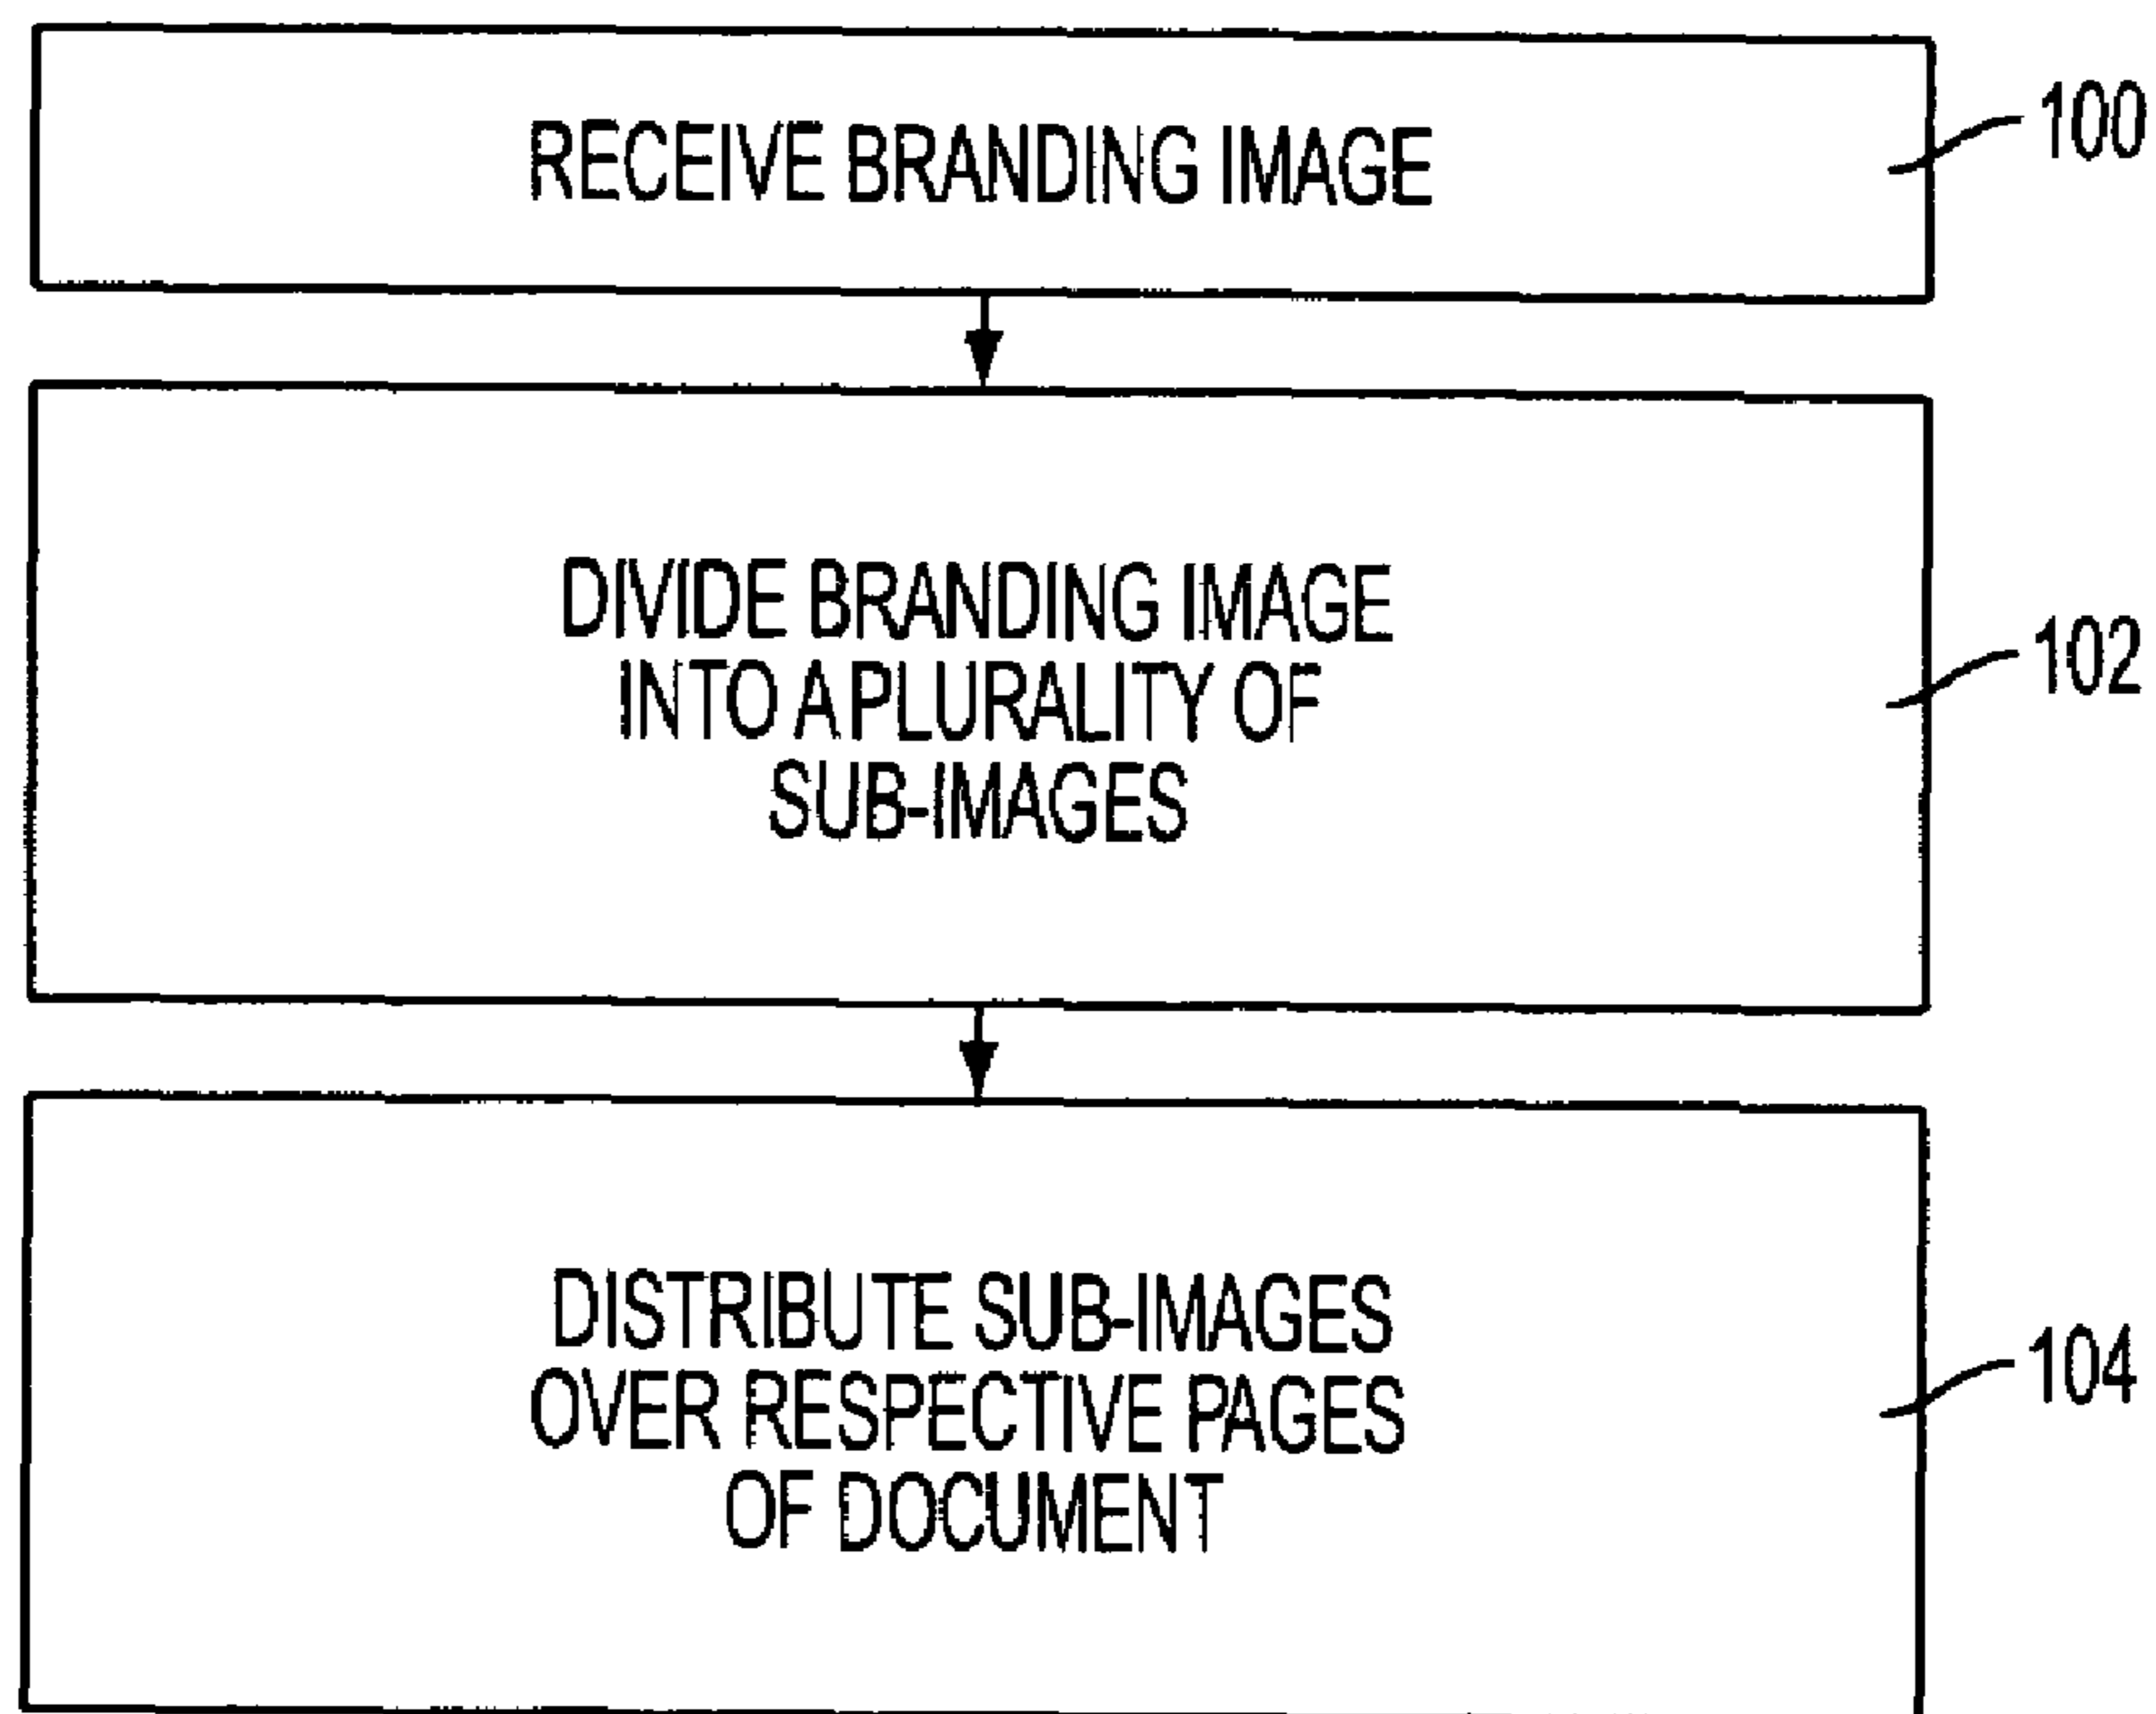 RECEIVE BRANDING IMAGE
100
DIVIDE BRANDING IMAGE
INTO A PLURALITY OF
SUB-IMAGES
102
DISTRIBUTE SUB-IMAGES
OVER RESPECTIVE PAGES
OF DOCUMENT
104